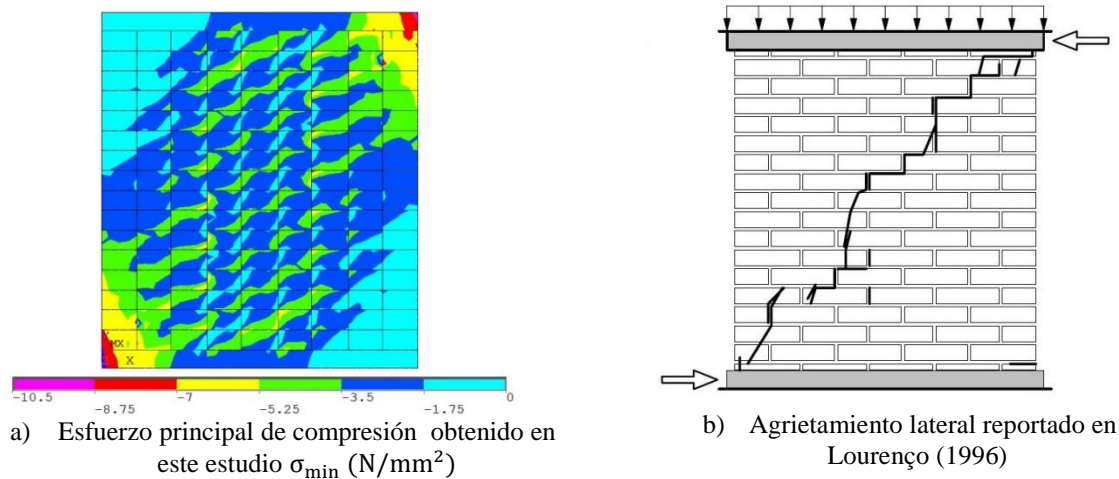 MX
X
-10.5
-8.75
-7
-5.25
-3.5
-1.75
0
a) Esfuerzo principal de compresión obtenido en
este estudio σmin (N/mm²)
b) Agrietamiento lateral reportado en
Lourenço (1996)